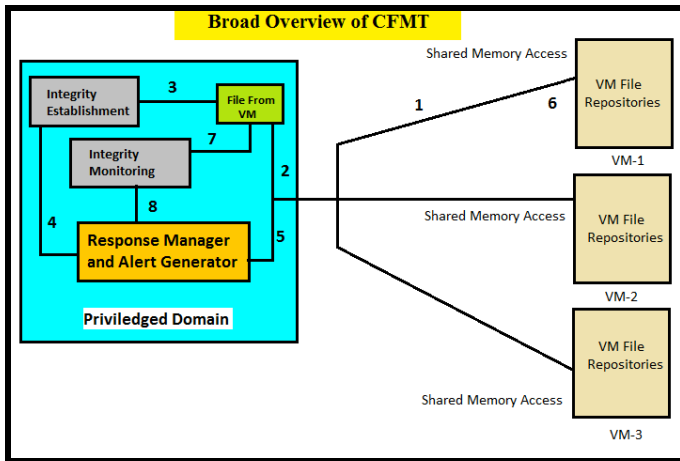 Broad Overview of CFMT
Shared Memory Access
Integrity
Establishment
3
File From
VM
1
6
VM File
Repositories
VM-1
7
Integrity
Monitoring
2
4
8
Shared Memory Access
VM File
Repositories
VM-2
Response Manager
and Alert Generator
5
Priviledged Domain
VM File
Repositories
Shared Memory Access
VM-3